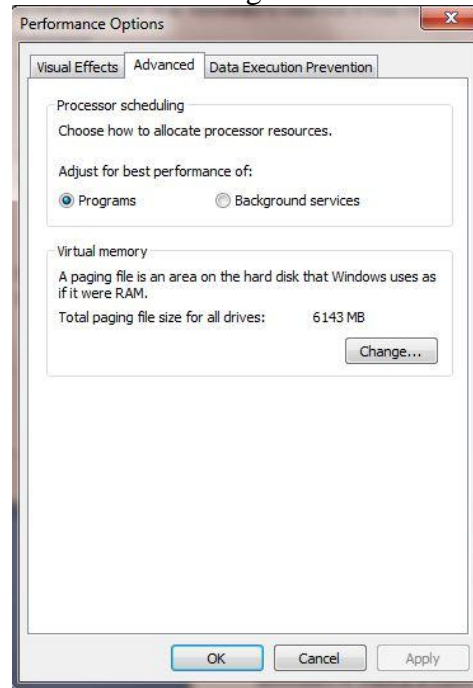 Performance Options
Visual Effects Advanced Data Execution Prevention
Processor scheduling
Choose how to allocate processor resources.
Adjust for best performance of:
Programs Background services
Virtual memory
A paging file is an area on the hard disk that Windows uses as
if it were RAM.
Total paging file size for all drives: 6143 MB
Change...
OK Cancel Apply